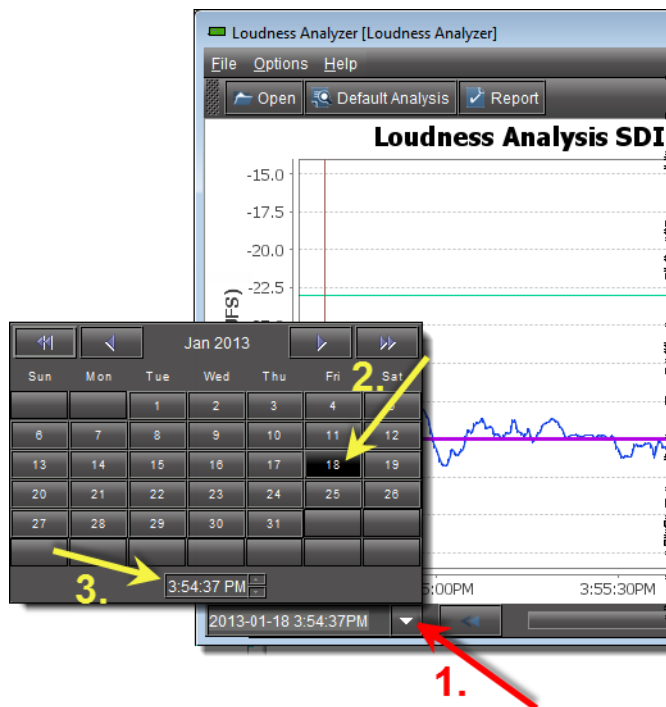 Loudness Analyzer [Loudness Analyzer]
File Options Help
Open Default Analysis Report
Loudness Analysis SDI
-15.0
-17.5
-20.0
-22.5
Jan 2013
Sun Mon Tue Wed Thu Fri Sat
2.
1 2 3 4
6 7 8 9 10 11 12
13 14 15 16 17 18 19
20 21 22 23 24 25 26
27 28 29 30 31
3.
3:54:37 PM
5:00PM 3:55:30PM
2013-01-18 3:54:37PM
1.